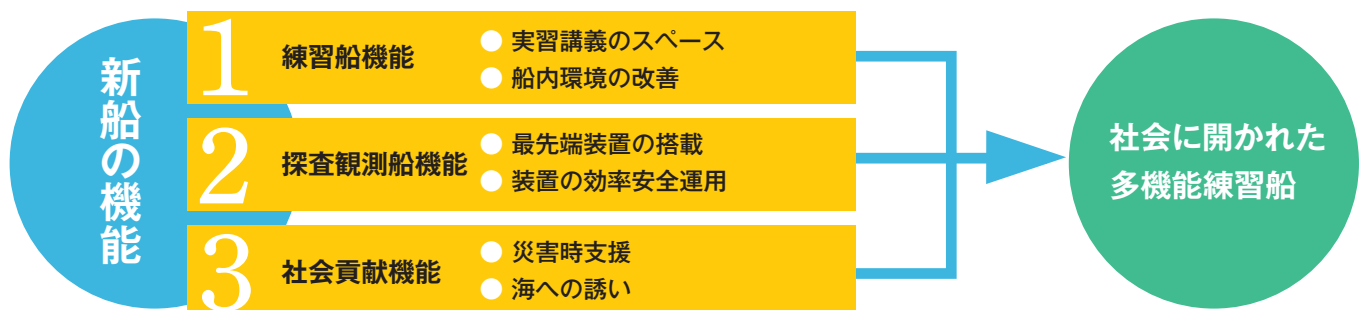 新船の機能
1
練習船機能
● 実習講義のスペース
● 船内環境の改善
2
探査観測船機能
● 最先端装置の搭載
● 装置の効率安全運用
3
社会貢献機能
● 災害時支援
● 海への誘い
社会に開かれた
多機能練習船